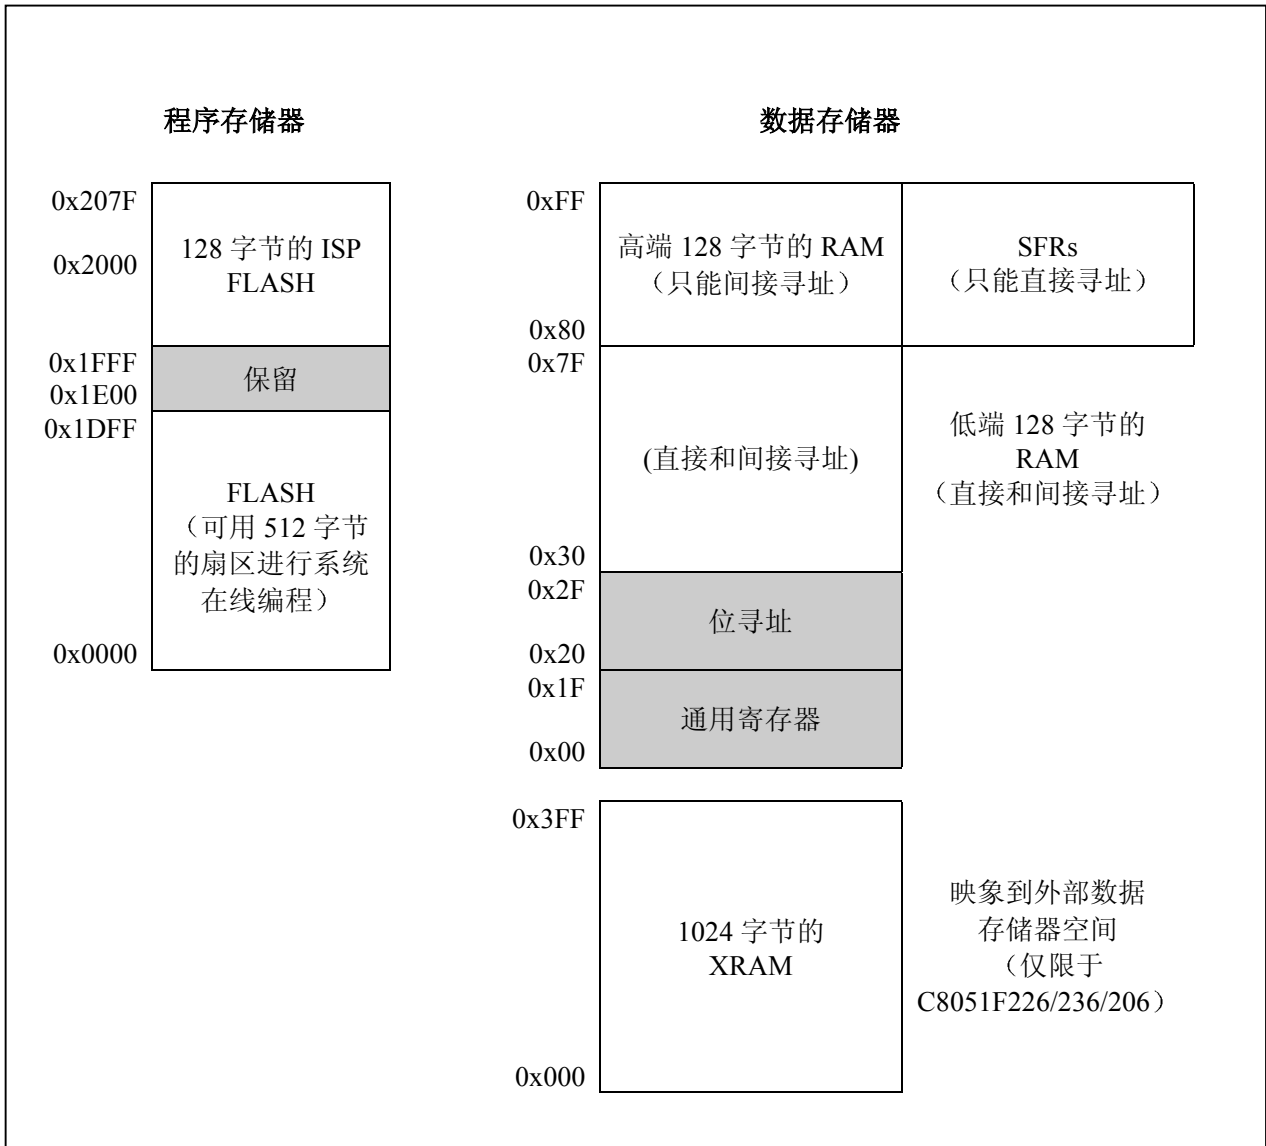 程序存储器
0x207F
0x2000
128 字节的 ISP
FLASH
0x1FFF
0x1E00
保留
0x1DFF
FLASH
（可用 512 字节
的扇区进行系统
在线编程）
0x0000
数据存储器
0xFF
高端 128 字节的 RAM
（只能间接寻址）
SFRs
（只能直接寻址）
0x80
0x7F
(直接和间接寻址)
低端 128 字节的
RAM
（直接和间接寻址）
0x30
0x2F
位寻址
0x20
0x1F
通用寄存器
0x00
0x3FF
1024 字节的
XRAM
映象到外部数据
存储器空间
（仅限于
C8051F226/236/206）
0x000